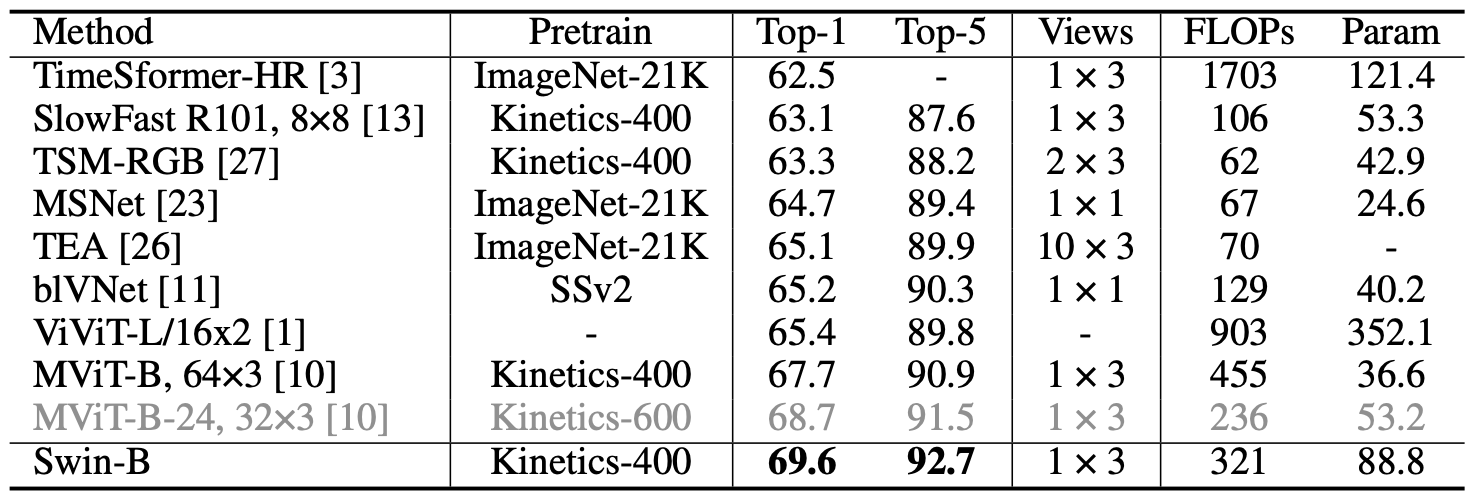 Method Pretrain Top-1 Top-5 Views FLOPs Param
TimeSformer-HR [3] ImageNet-21K 62.5 - 1 × 3 1703 121.4
SlowFast R101, 8×8 [13] Kinetics-400 63.1 87.6 1 × 3 106 53.3
TSM-RGB [27] Kinetics-400 63.3 88.2 2 × 3 62 42.9
MSNet [23] ImageNet-21K 64.7 89.4 1 × 1 67 24.6
TEA [26] ImageNet-21K 65.1 89.9 10 × 3 70 -
blVNet [11] SSv2 65.2 90.3 1 × 1 129 40.2
ViViT-L/16x2 [1] - 65.4 89.8 - 903 352.1
MViT-B, 64×3 [10] Kinetics-400 67.7 90.9 1 × 3 455 36.6
MViT-B-24, 32×3 [10] Kinetics-600 68.7 91.5 1 × 3 236 53.2
Swin-B Kinetics-400 69.6 92.7 1 × 3 321 88.8